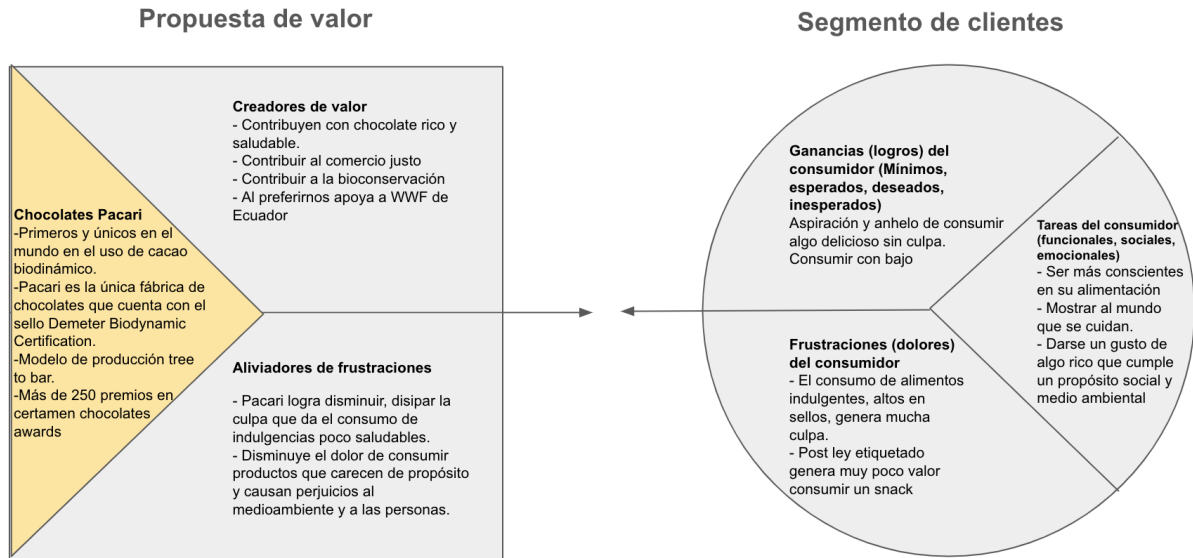 Propuesta de valor
Segmento de clientes
Creadores de valor
- Contribuyen con chocolate rico y
saludable.
- Contribuir al comercio justo
- Contribuir a la bioconservación
- Al preferirnos apoya a WWF de
Ecuador
Chocolates Pacari
-Primeros y únicos en el
mundo en el uso de cacao
biodinámico.
-Pacari es la única fábrica de
chocolates que cuenta con el
sello Demeter Biodynamic
Certification.
-Modelo de producción tree
to bar.
-Más de 250 premios en
certamen chocolates
awards
Aliviadores de frustraciones
- Pacari logra disminuir, disipar la
culpa que da el consumo de
indulgencias poco saludables.
- Disminuye el dolor de consumir
productos que carecen de propósito
y causan perjuicios al
medioambiente y a las personas.
Ganancias (logros) del
consumidor (Mínimos,
esperados, deseados,
inesperados)
Aspiración y anhelo de consumir
algo delicioso sin culpa.
Consumir con bajo
Tareas del consumidor
(funcionales, sociales,
emocionales)
- Ser más conscientes
en su alimentación
- Mostrar al mundo
que se cuidan.
- Darse un gusto de
algo rico que cumple
un propósito social y
medio ambiental
Frustraciones (dolores)
del consumidor
- El consumo de alimentos
indulgentes, altos en
sellos, genera mucha
culpa.
- Post ley etiquetado
genera muy poco valor
consumir un snack